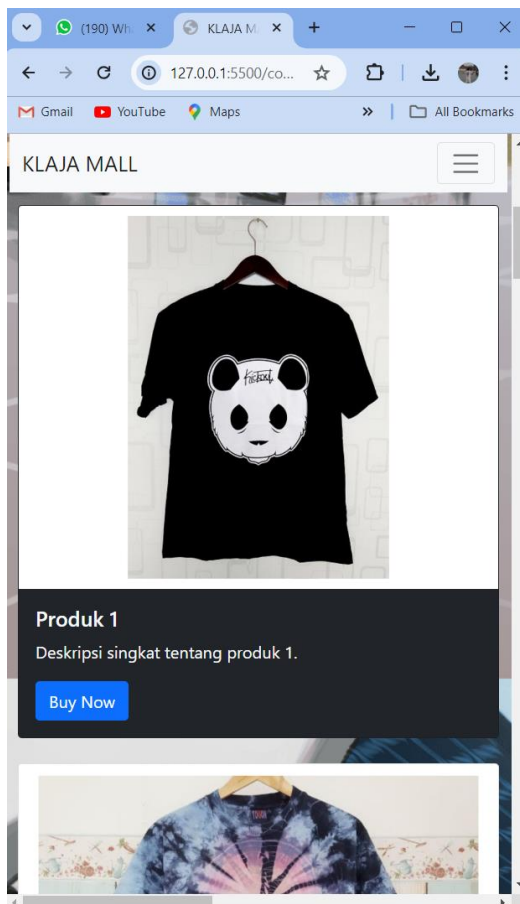 (190) Wh
KLAJA M
127.0.0.1:5500/co...
Gmail
YouTube
Maps
»
All Bookmarks
KLAJA MALL
Produk 1
Deskripsi singkat tentang produk 1.
Buy Now
TOUGH